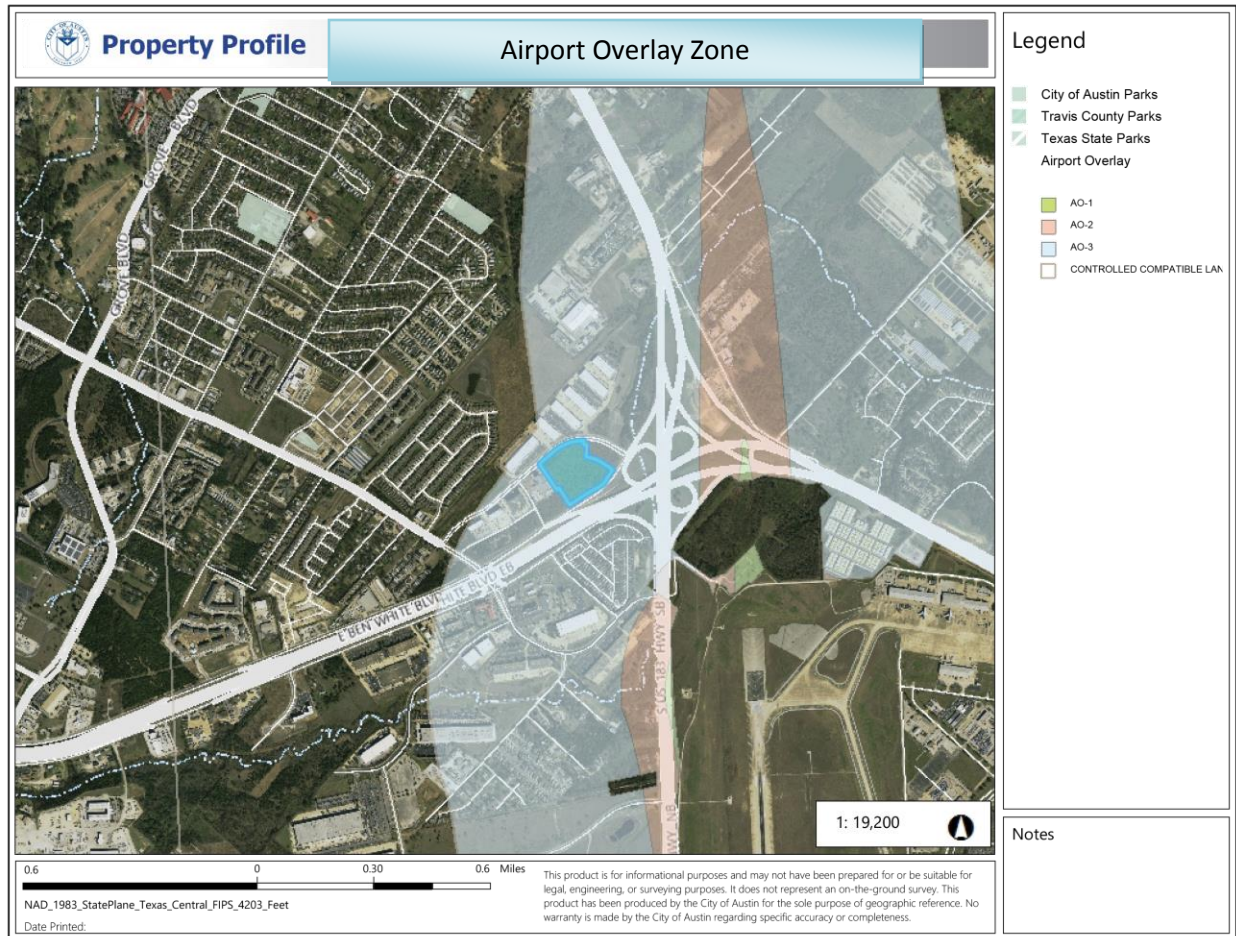 CITY OF AUSTIN
Property Profile
Airport Overlay Zone
GROVE BLVD
GROVE BLVD
E BEN WHITE BLVD
HITE BLVD EB
S US 183 HWY SB
WY NB
1: 19,200
Legend
City of Austin Parks
Travis County Parks
Texas State Parks
Airport Overlay
AO-1
AO-2
AO-3
CONTROLLED COMPATIBLE LAN
Notes
0.6 0 0.30 0.6 Miles
NAD_1983_StatePlane_Texas_Central_FIPS_4203_Feet
Date Printed:
This product is for informational purposes and may not have been prepared for or be suitable for
legal, engineering, or surveying purposes. It does not represent an on-the-ground survey. This
product has been produced by the City of Austin for the sole purpose of geographic reference. No
warranty is made by the City of Austin regarding specific accuracy or completeness.